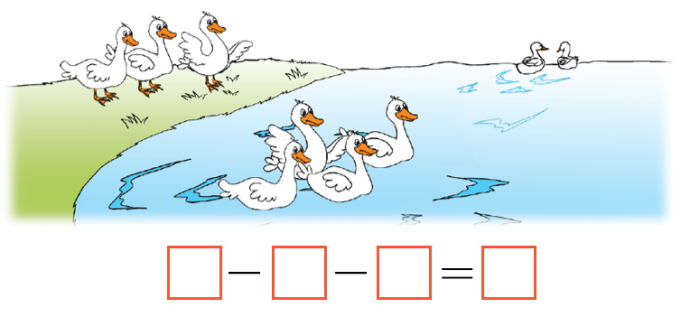 □ − □ − □ = □